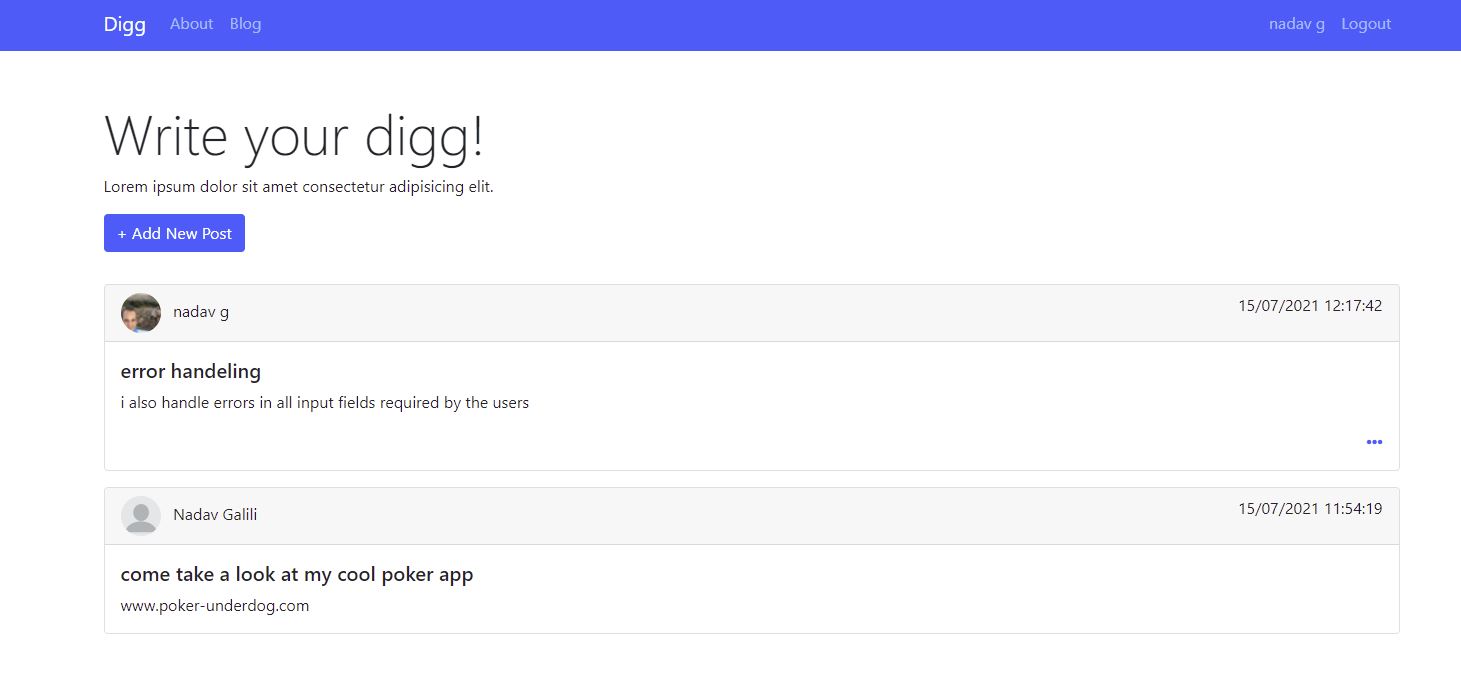 Digg About Blog nadav g Logout
Write your digg!
Lorem ipsum dolor sit amet consectetur adipisicing elit.
+ Add New Post
nadav g 15/07/2021 12:17:42
error handeling
i also handle errors in all input fields required by the users
Nadav Galili 15/07/2021 11:54:19
come take a look at my cool poker app
www.poker-underdog.com